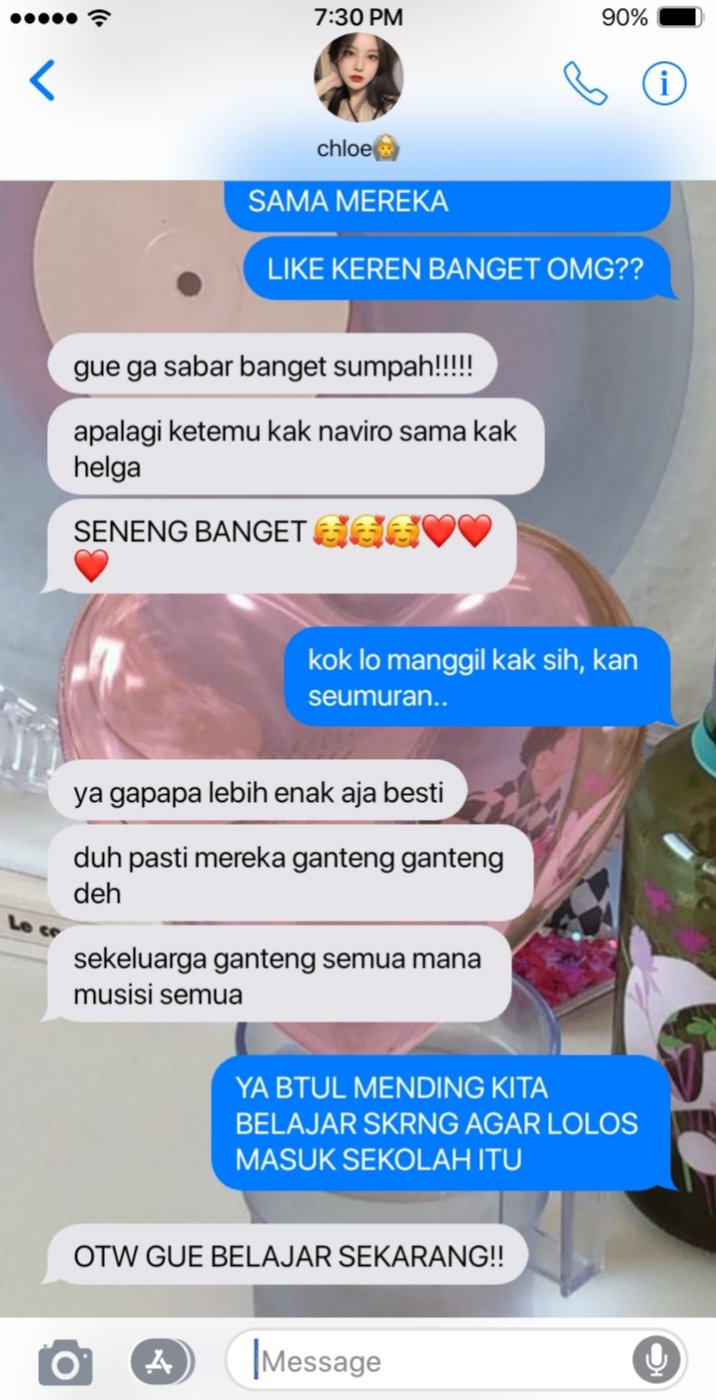 7:30 PM
90%
chloe👰
SAMA MEREKA
LIKE KEREN BANGET OMG??
gue ga sabar banget sumpah!!!!!
apalagi ketemu kak naviro sama kak
helga
SENENG BANGET 🥰🥰🥰❤️❤️
❤️
kok lo manggil kak sih, kan
seumuran..
ya gapapa lebih enak aja besti
duh pasti mereka ganteng ganteng
deh
Le co
sekeluarga ganteng semua mana
musisi semua
YA BTUL MENDING KITA
BELAJAR SKRNG AGAR LOLOS
MASUK SEKOLAH ITU
OTW GUE BELAJAR SEKARANG!!
Message